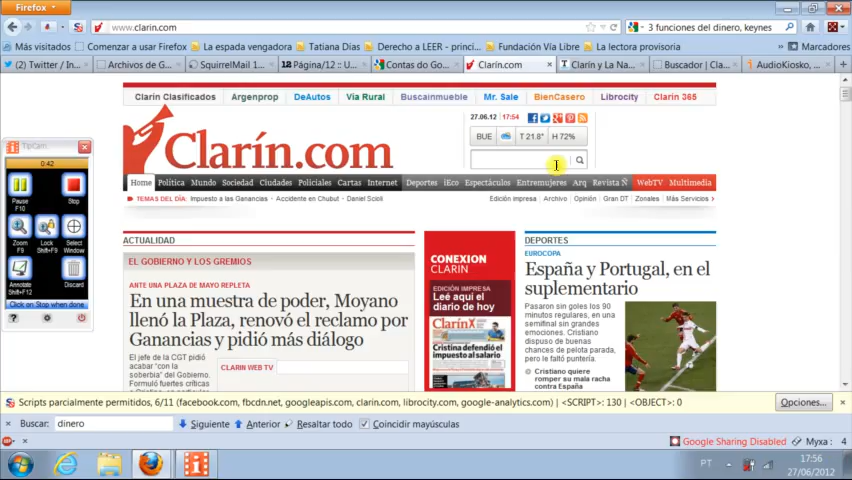 Firefox
www.clarin.com
3 funciones del dinero, keynes
Más visitados
Comenzar a usar Firefox
La espada vengadora
Tatiana Días
Derecho a LEER - princi...
Fundación Vía Libre
La lectora provisoria
Marcadores
(2) Twitter / In...
Archivo de G...
SquirrelMail 1...
Página/12 :: U...
Contas do Go...
Clarín.com
Clarín y La Na...
Buscador | Cla...
AudioKiosko, ...
Clarín Clasificados
Argenprop
DeAutos
Vía Rural
Buscainmueble
Mr. Sale
BienCasero
Librocity
Clarín 365
27.06.12 17:54
Clarín.com
BUE
T 21.8°
H 72%
Home Política Mundo Sociedad Ciudades Policiales Cartas Internet Deportes iEco Espectáculos Entremujeres Arq Revista Ñ WebTV Multimedia
TEMAS DEL DÍA: Impuesto a las Ganancias Accidente en Chubut Daniel Scioli
Edición impresa Archivo Opinión Gran DT Zonales Más Servicios
TipCam
0:42
Pause
F10
Stop
Zoom
F9
Lock
Shift+F9
Select
Window
Annotate
Shift+F12
Discard
Click on Stop when done
ACTUALIDAD
EL GOBIERNO Y LOS GREMIOS
ANTE UNA PLAZA DE MAYO REPLETA
En una muestra de poder, Moyano
llenó la Plaza, renovó el reclamo por
Ganancias y pidió más diálogo
El jefe de la CGT pidió
acabar "con la
soberbia" del Gobierno.
Formuló fuertes críticas
CLARIN WEB TV
CONEXION
CLARIN
EDICIÓN IMPRESA
Leé aquí el
diario de hoy
Clarín
Cristina defendió el
impuesto al salario
DEPORTES
EUROCOPA
España y Portugal, en el
suplementario
Pasaron sin goles los 90
minutos regulares, en una
semifinal sin grandes
emociones. Cristiano
dispuso de buenas
chances de pelota parada,
pero le faltó puntería.
Cristiano quiere
romper su mala racha
contra España
Scripts parcialmente permitidos, 6/11 (facebook.com, fbcdn.net, googleapis.com, clarin.com, librocity.com, google-analytics.com) | <SCRIPT>: 130 | <OBJECT>: 0
Opciones...
Buscar: dinero
Siguiente
Anterior
Resaltar todo
Coincidir mayúsculas
Google Sharing Disabled
Myxa: 4
PT
17:56
27/06/2012